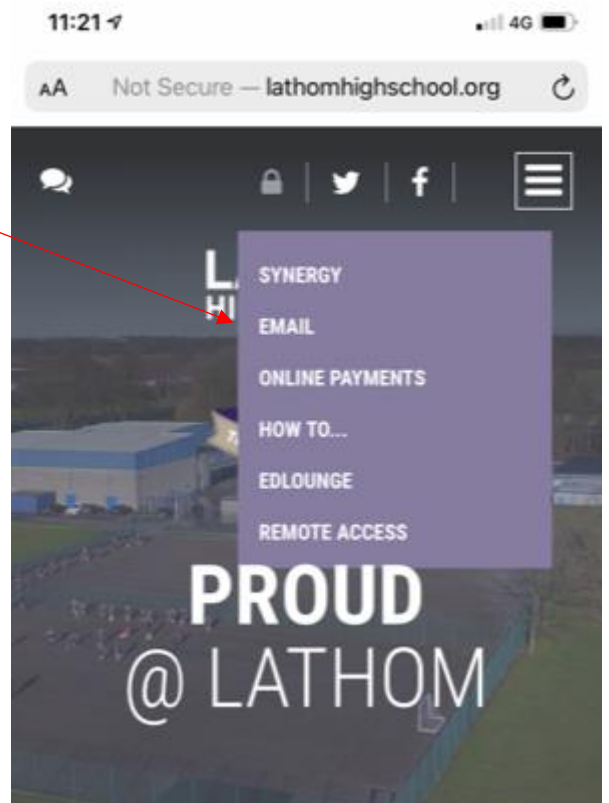 11:21
4G
AA Not Secure — lathomhighschool.org
SYNERGY
EMAIL
ONLINE PAYMENTS
HOW TO...
EDLOUNGE
REMOTE ACCESS
PROUD
@ LATHOM